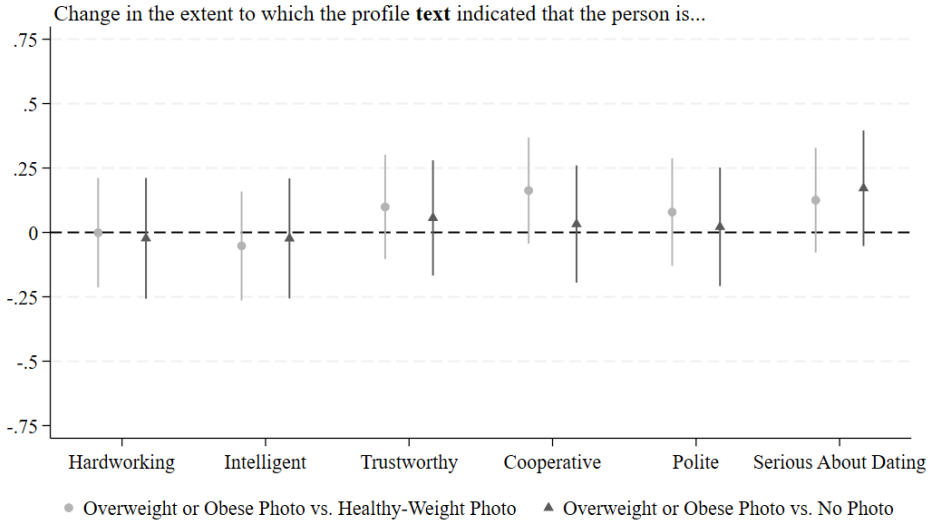 Change in the extent to which the profile text indicated that the person is...
.75
.5
.25
0
-.25
-.5
-.75
Hardworking Intelligent Trustworthy Cooperative Polite Serious About Dating
Overweight or Obese Photo vs. Healthy-Weight Photo Overweight or Obese Photo vs. No Photo